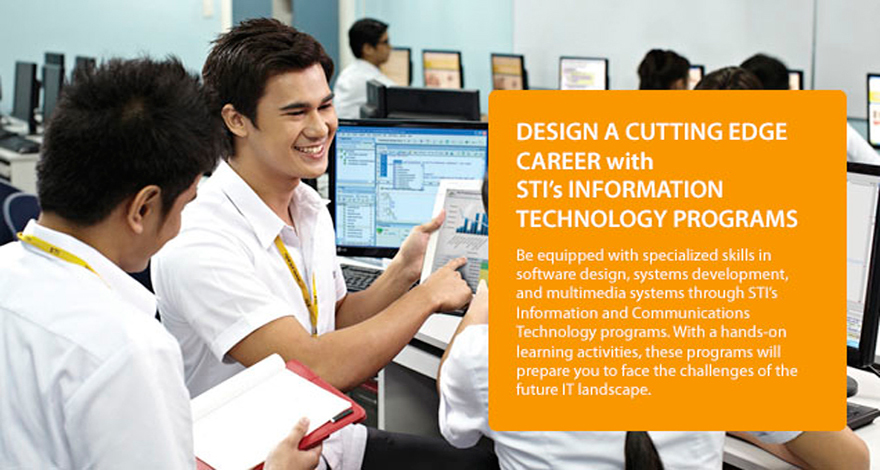 DESIGN A CUTTING EDGE
CAREER with
STI's INFORMATION
TECHNOLOGY PROGRAMS
Be equipped with specialized skills in
software design, systems development,
and multimedia systems through STI's
Information and Communications
Technology programs. With a hands-on
learning activities, these programs will
prepare you to face the challenges of the
future IT landscape.